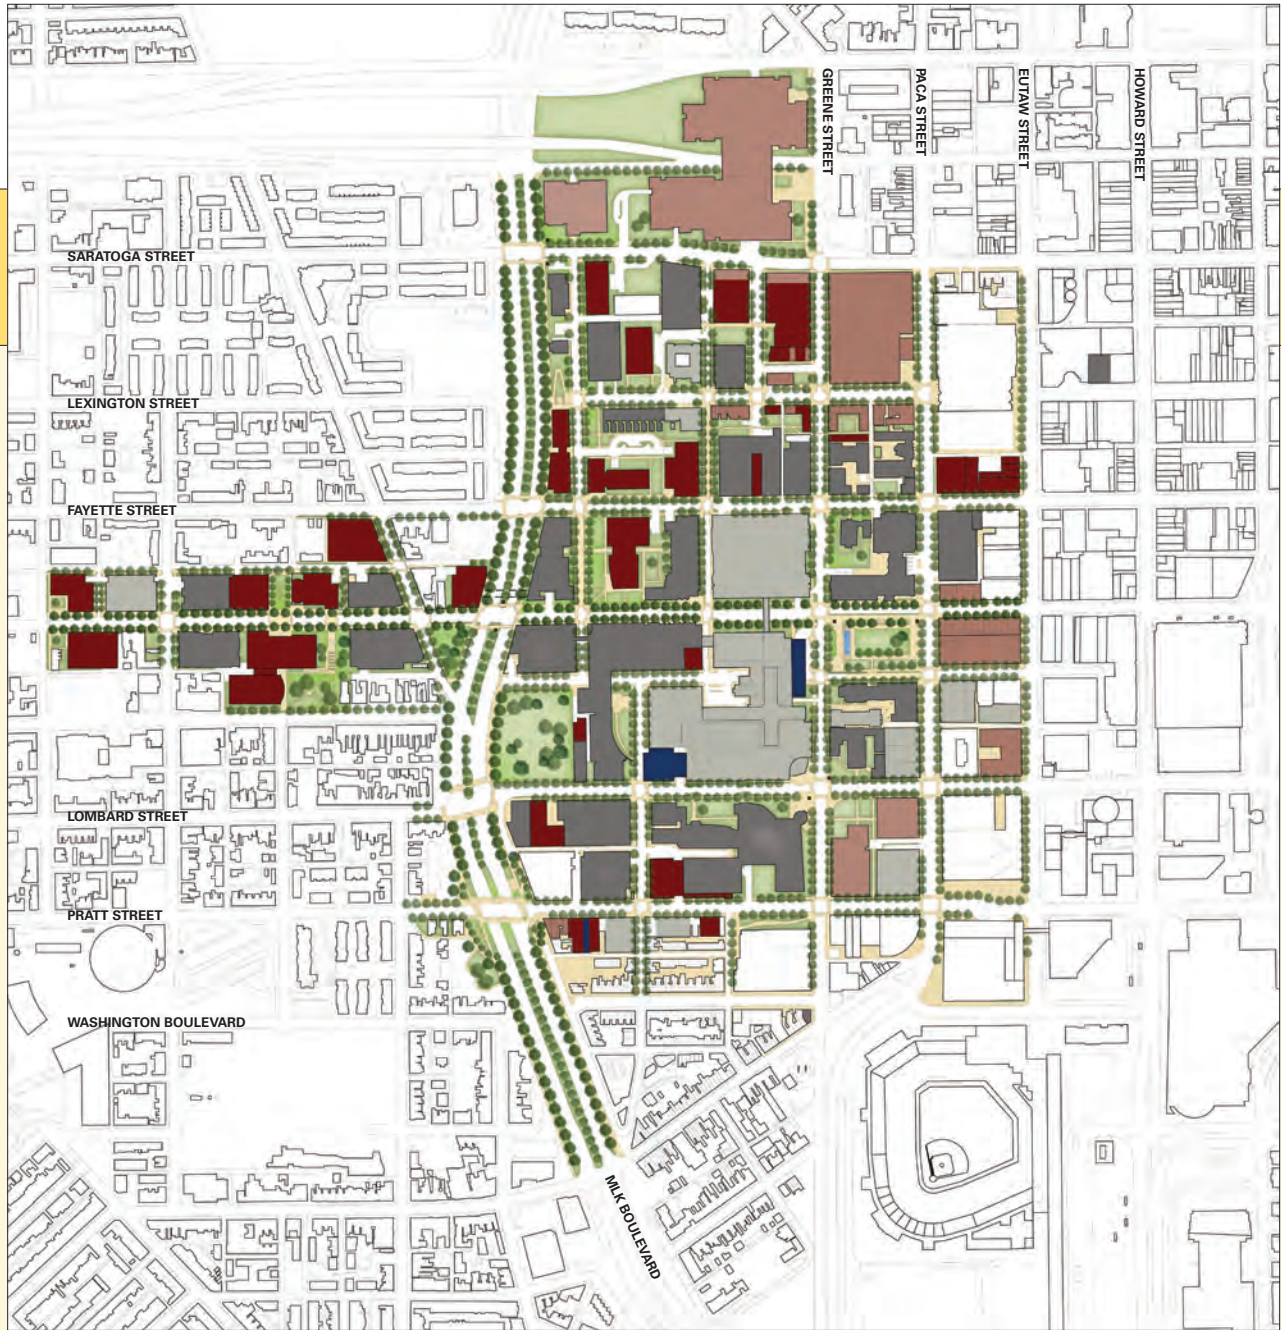 GREENE STREET
PACA STREET
EUTAW STREET
HOWARD STREET
SARATOGA STREET
LEXINGTON STREET
FAYETTE STREET
LOMBARD STREET
PRATT STREET
WASHINGTON BOULEVARD
MLK BOULEVARD